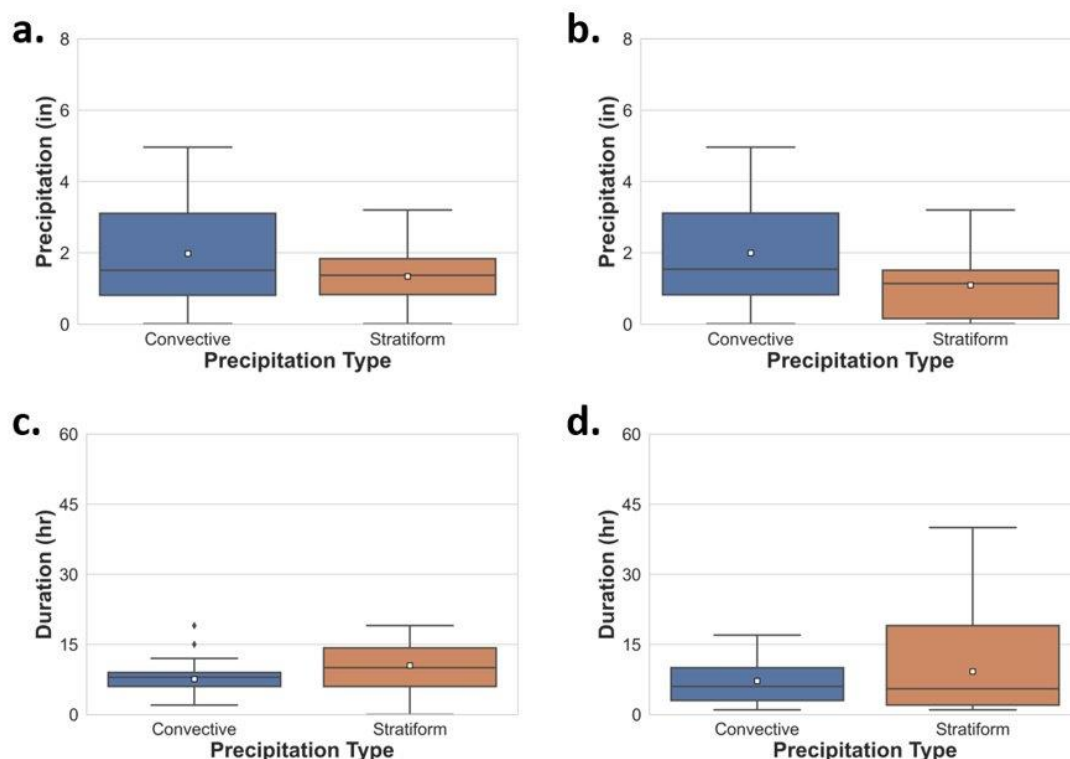 a.
8
6
4
2
0
Precipitation (in)
Convective
Stratiform
Precipitation Type
b.
8
6
4
2
0
Precipitation (in)
Convective
Stratiform
Precipitation Type
c.
60
45
30
15
0
Duration (hr)
Convective
Stratiform
Precipitation Type
d.
60
45
30
15
0
Duration (hr)
Convective
Stratiform
Precipitation Type